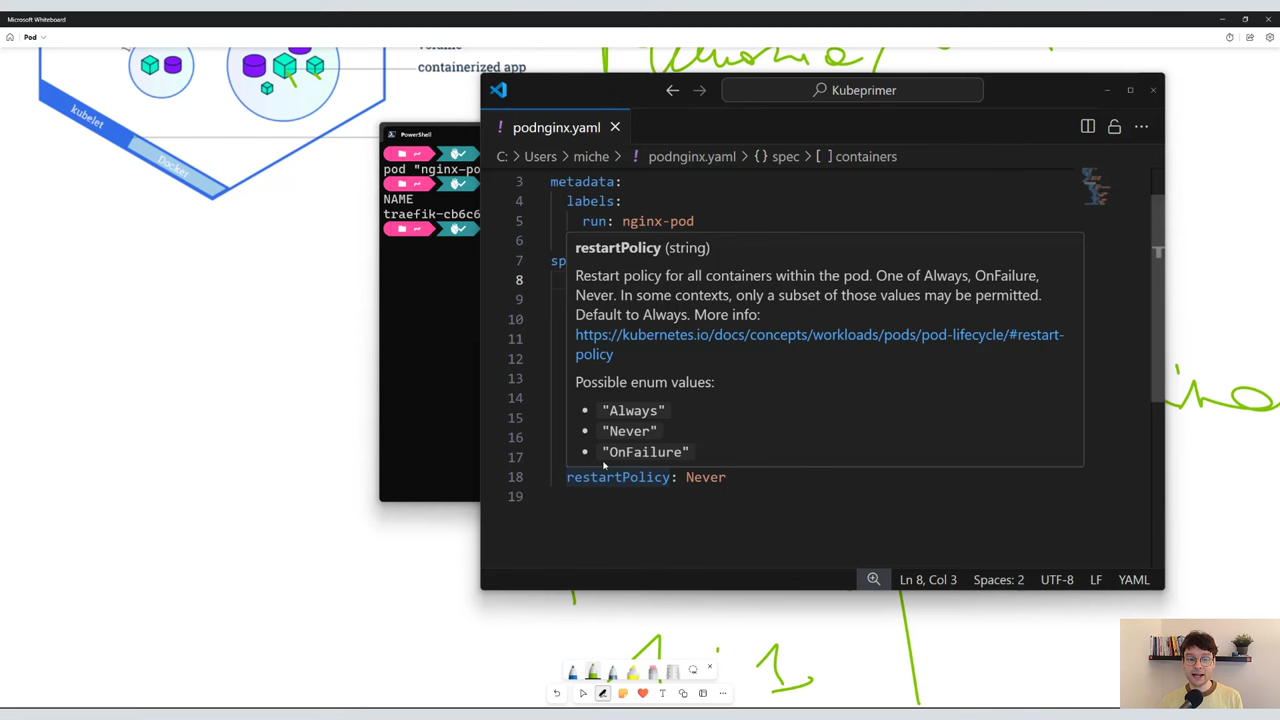 Microsoft Whiteboard
Pod
volume
containerized app
kubelet
Docker
PowerShell
pod "nginx-po
NAME
traefik-cb6c6
Kubeprimer
podnginx.yaml
C: > Users > miche > ! podnginx.yaml > {} spec > [ ] containers
3 metadata:
4 labels:
5 run: nginx-pod
6
7 sp
8
9
10
11
12
13
14
15
16
17
18 restartPolicy: Never
19
restartPolicy (string)
Restart policy for all containers within the pod. One of Always, OnFailure,
Never. In some contexts, only a subset of those values may be permitted.
Default to Always. More info:
https://kubernetes.io/docs/concepts/workloads/pods/pod-lifecycle/#restart-
policy
Possible enum values:
• "Always"
• "Never"
• "OnFailure"
Ln 8, Col 3 Spaces: 2 UTF-8 LF YAML